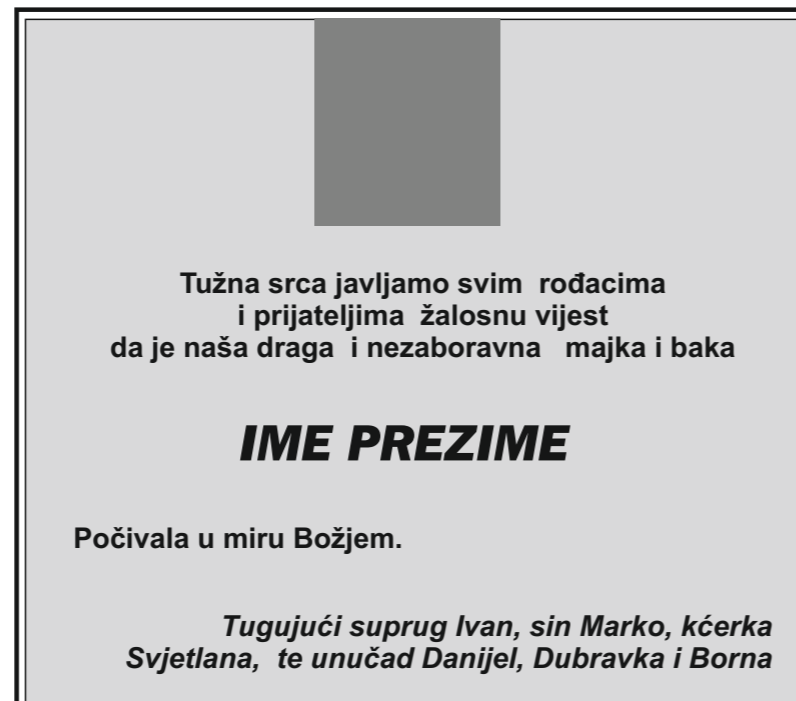 Tužna srca javljamo svim rođacima
i prijateljima žalosnu vijest
da je naša draga i nezaboravna majka i baka
IME PREZIME
Počivala u miru Božjem.
Tugujući suprug Ivan, sin Marko, kćerka
Svjetlana, te unučad Danijel, Dubravka i Borna